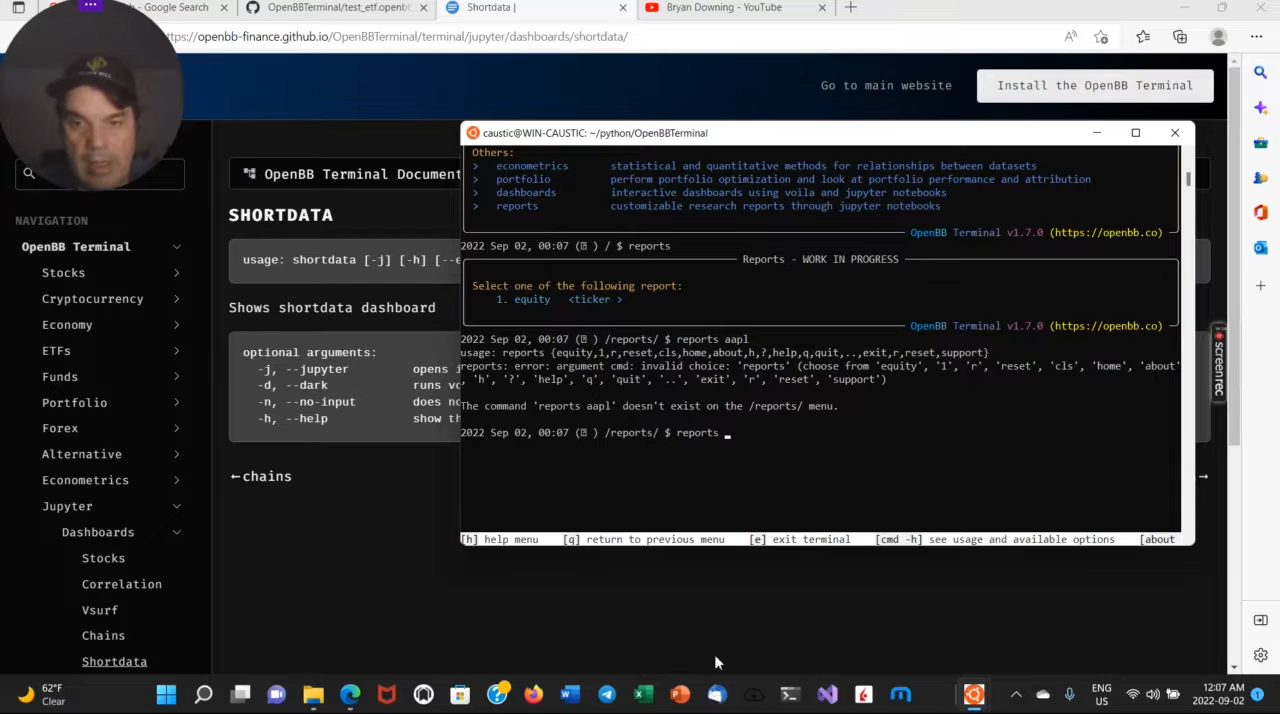 h - Google Search
OpenBBTerminal/test_etf.openbb
Shortdata |
Bryan Downing - YouTube
https://openbb-finance.github.io/OpenBBTerminal/terminal/jupyter/dashboards/shortdata/
Go to main website
Install the OpenBB Terminal
caustic@WIN-CAUSTIC: ~/python/OpenBBTerminal
Others:
> econometrics statistical and quantitative methods for relationships between datasets
> portfolio perform portfolio optimization and look at portfolio performance and attribution
> dashboards interactive dashboards using voila and jupyter notebooks
> reports customizable research reports through jupyter notebooks
OpenBB Terminal v1.7.0 (https://openbb.co)
2022 Sep 02, 00:07 ( ) / $ reports
Reports - WORK IN PROGRESS
Select one of the following report:
1. equity <ticker >
OpenBB Terminal v1.7.0 (https://openbb.co)
2022 Sep 02, 00:07 ( ) /reports/ $ reports aapl
usage: reports {equity,1,r,reset,cls,home,about,h,?,help,q,quit,..,exit,r,reset,support}
reports: error: argument cmd: invalid choice: 'reports' (choose from 'equity', '1', 'r', 'reset', 'cls', 'home', 'about'
, 'h', '?', 'help', 'q', 'quit', '..', 'exit', 'r', 'reset', 'support')
The command 'reports aapl' doesn't exist on the /reports/ menu.
2022 Sep 02, 00:07 ( ) /reports/ $ reports
[h] help menu [q] return to previous menu [e] exit terminal [cmd -h] see usage and available options [about
NAVIGATION
OpenBB Terminal
Stocks
Cryptocurrency
Economy
ETFs
Funds
Portfolio
Forex
Alternative
Econometrics
Jupyter
Dashboards
Stocks
Correlation
Vsurf
Chains
Shortdata
OpenBB Terminal Document
SHORTDATA
usage: shortdata [-j] [-h] [--e
Shows shortdata dashboard
optional arguments:
-j, --jupyter opens j
-d, --dark runs vo
-n, --no-input does no
-h, --help show th
←chains
→
screenrec
62°F
Clear
ENG
US
12:07 AM
2022-09-02
1